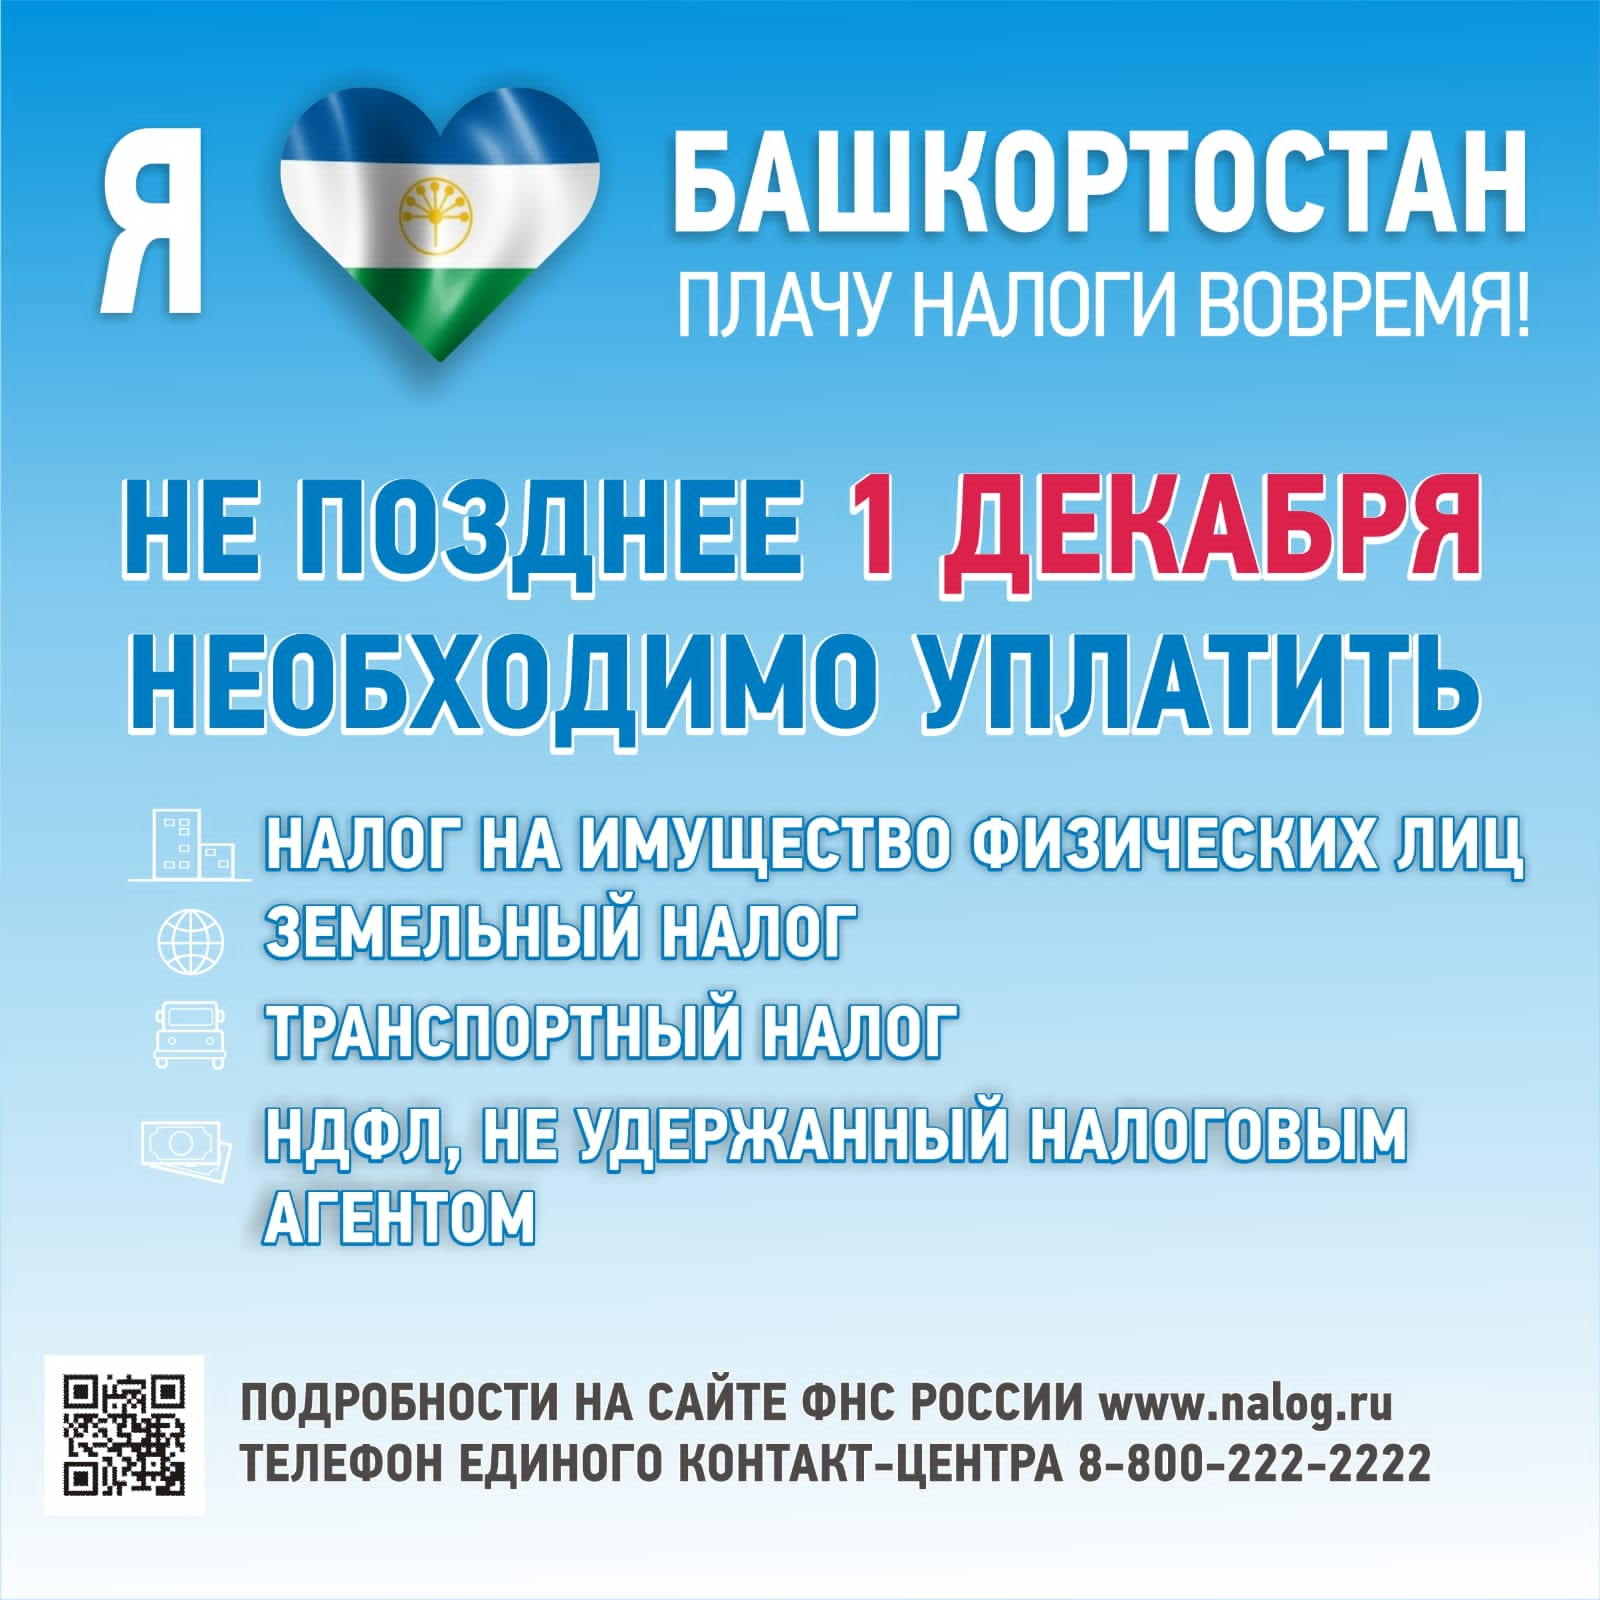 Я БАШКОРТОСТАН
ПЛАЧУ НАЛОГИ ВОВРЕМЯ!
НЕ ПОЗДНЕЕ 1 ДЕКАБРЯ
НЕОБХОДИМО УПЛАТИТЬ
НАЛОГ НА ИМУЩЕСТВО ФИЗИЧЕСКИХ ЛИЦ
ЗЕМЕЛЬНЫЙ НАЛОГ
ТРАНСПОРТНЫЙ НАЛОГ
НДФЛ, НЕ УДЕРЖАННЫЙ НАЛОГОВЫМ
АГЕНТОМ
ПОДРОБНОСТИ НА САЙТЕ ФНС РОССИИ www.nalog.ru
ТЕЛЕФОН ЕДИНОГО КОНТАКТ-ЦЕНТРА 8-800-222-2222